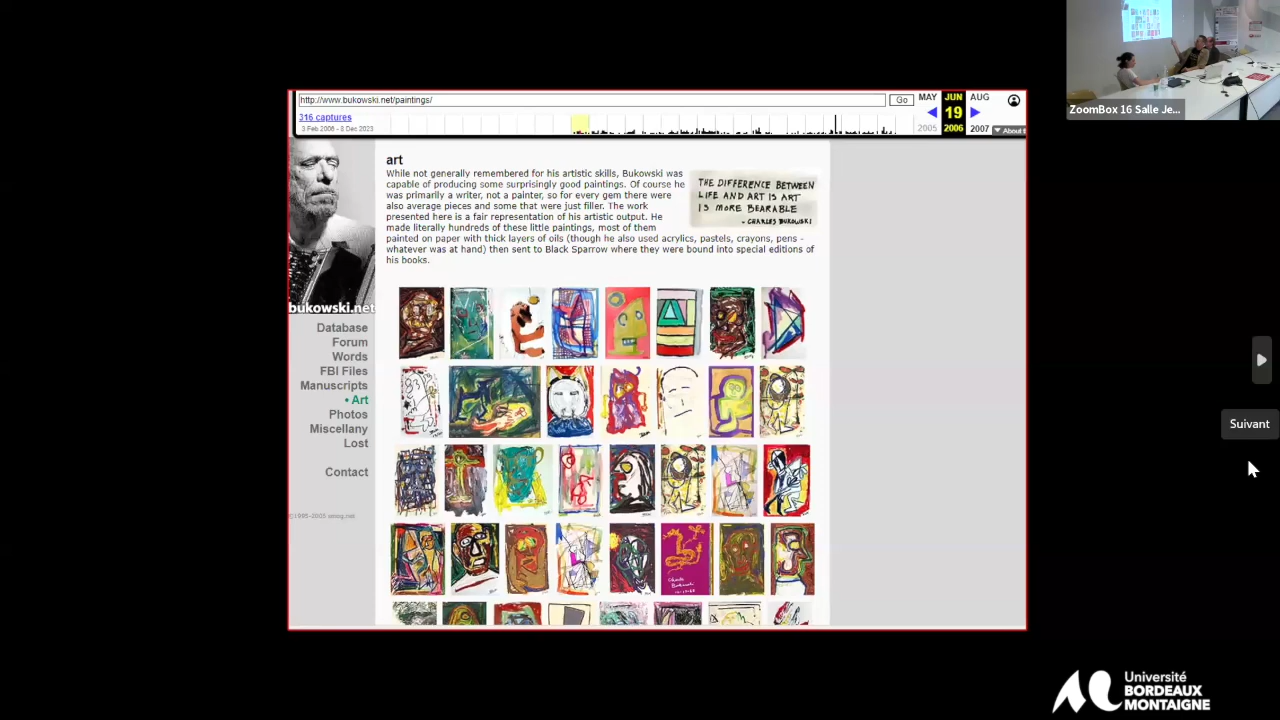 http://www.bukowski.net/paintings/
Go
MAY
JUN
AUG
316 captures
19
3 Feb 2006 - 8 Dec 2023
2005
2006
2007
About t
art
While not generally remembered for his artistic skills, Bukowski was
capable of producing some surprisingly good paintings. Of course he
was primarily a writer, not a painter, so for every gem there were
also average pieces and some that were just filler. The work
presented here is a fair representation of his artistic output. He
made literally hundreds of these little paintings, most of them
painted on paper with thick layers of oils (though he also used acrylics, pastels, crayons, pens -
whatever was at hand) then sent to Black Sparrow where they were bound into special editions of
his books.
THE DIFFERENCE BETWEEN
LIFE AND ART IS ART
IS MORE BEARABLE
- CHARLES BUKOWSKI
bukowski.net
Database
Forum
Words
FBI Files
Manuscripts
• Art
Photos
Miscellany
Lost
Contact
ZoomBox 16 Salle Je...
Suivant
Université
BORDEAUX
MONTAIGNE